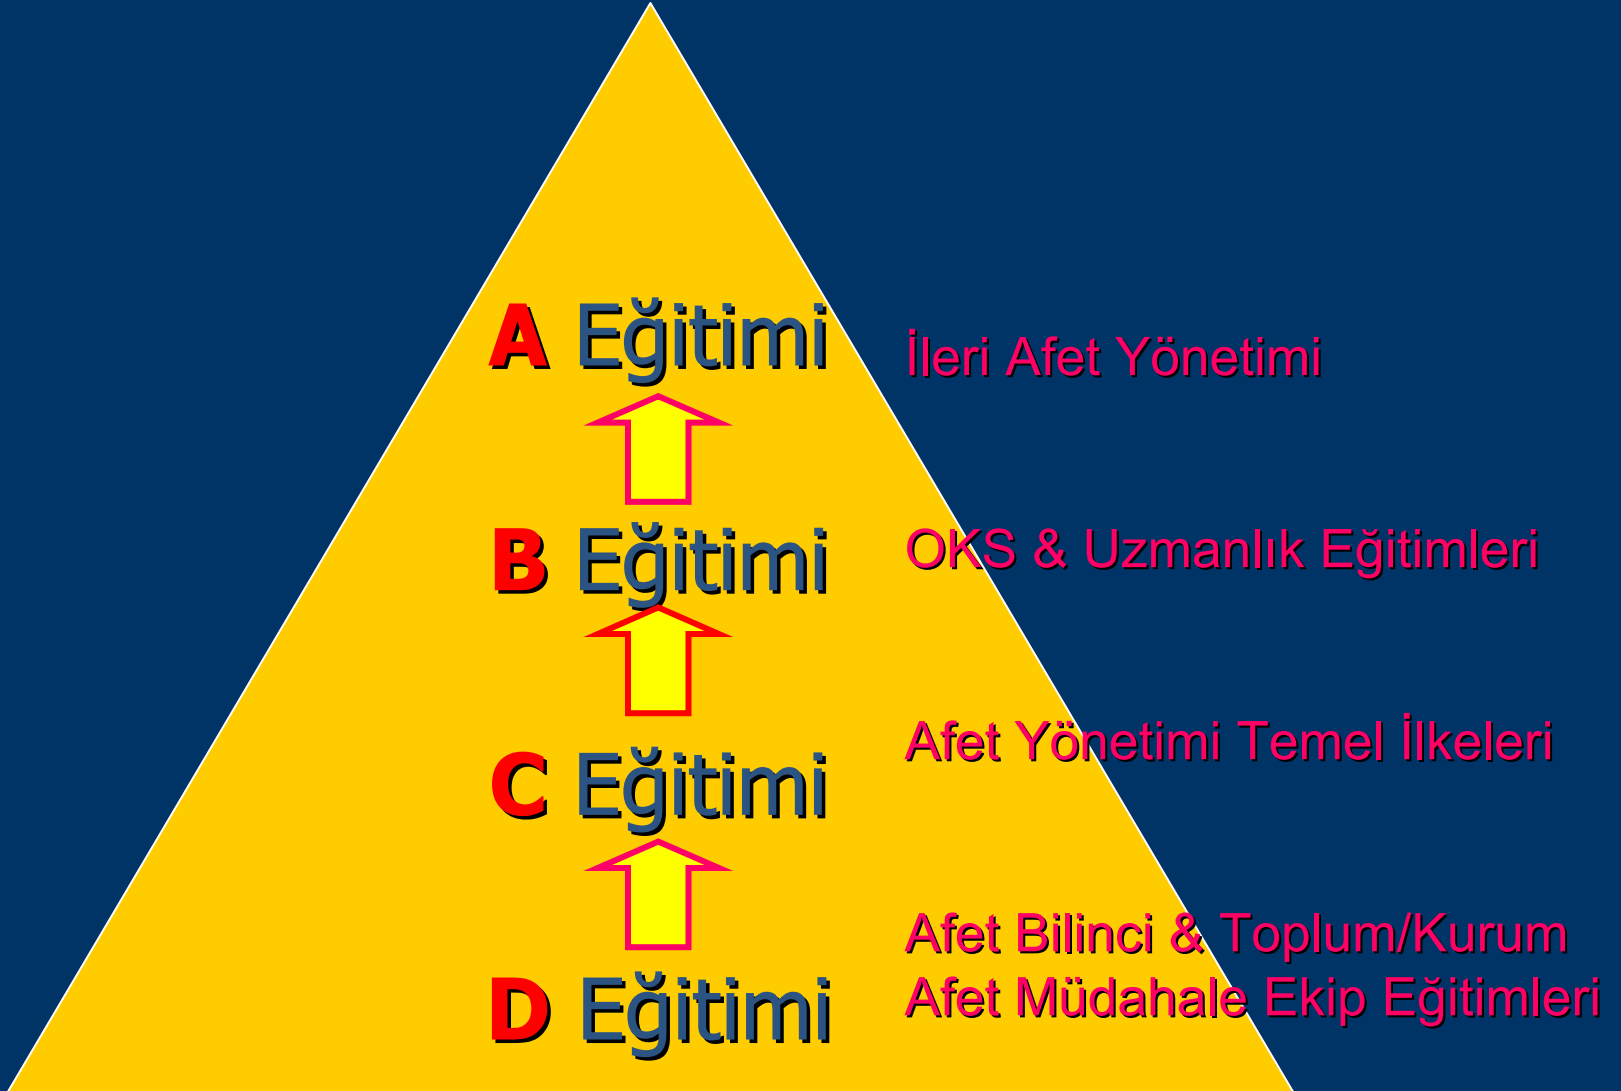 A Eğitimi
İleri Afet Yönetimi
B Eğitimi
OKS & Uzmanlık Eğitimleri
C Eğitimi
Afet Yönetimi Temel İlkeleri
D Eğitimi
Afet Bilinci & Toplum/Kurum
Afet Müdahale Ekip Eğitimleri